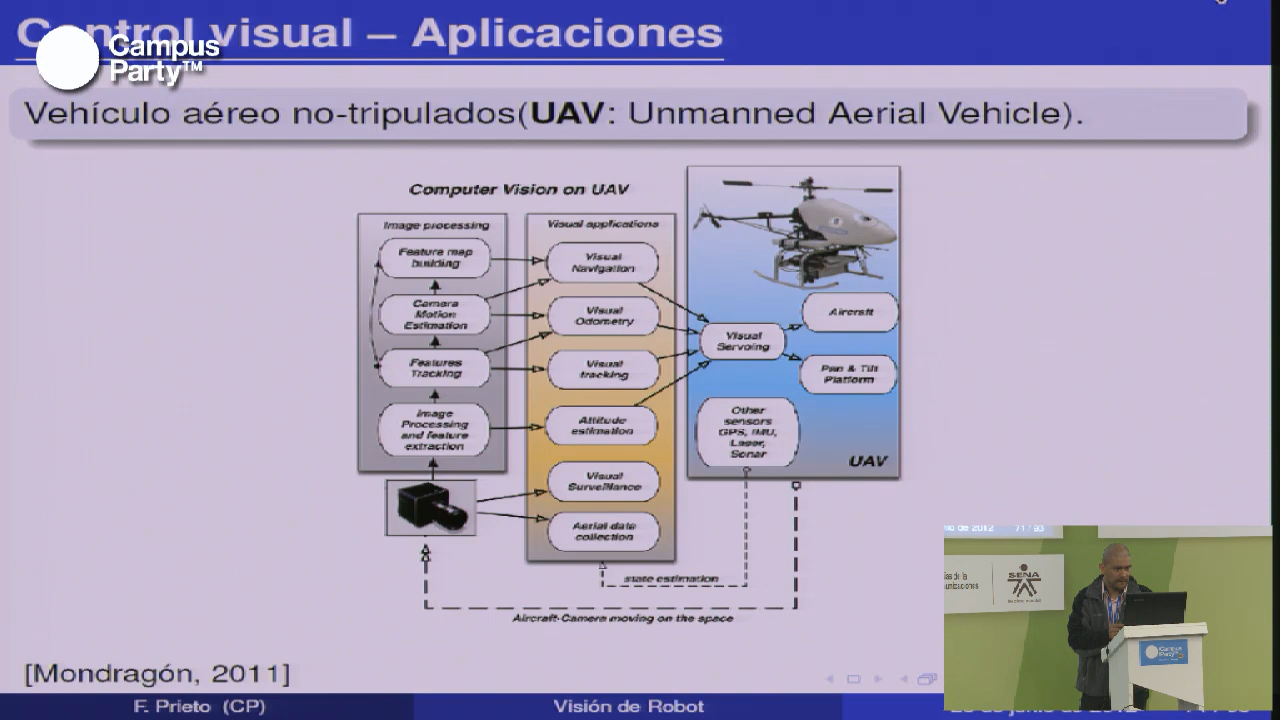 Control visual – Aplicaciones
Campus
Party™
Vehículo aéreo no-tripulados(UAV: Unmanned Aerial Vehicle).
Computer Vision on UAV
Image processing
Feature map
building
Camera
Motion
Estimation
Features
Tracking
Image
Processing
and feature
extraction
Visual applications
Visual
Navigation
Visual
Odometry
Visual
tracking
Attitude
estimation
Visual
Surveillance
Aerial data
collection
Visual
Servoing
Aircraft
Pan & Tilt
Platform
Other
sensors
GPS, IMU,
Laser,
Sonar
UAV
state estimation
Aircraft-Camera moving on the space
[Mondragón, 2011]
F. Prieto (CP)
Visión de Robot
de 2012
71 / 93
SENA
Campus
Party